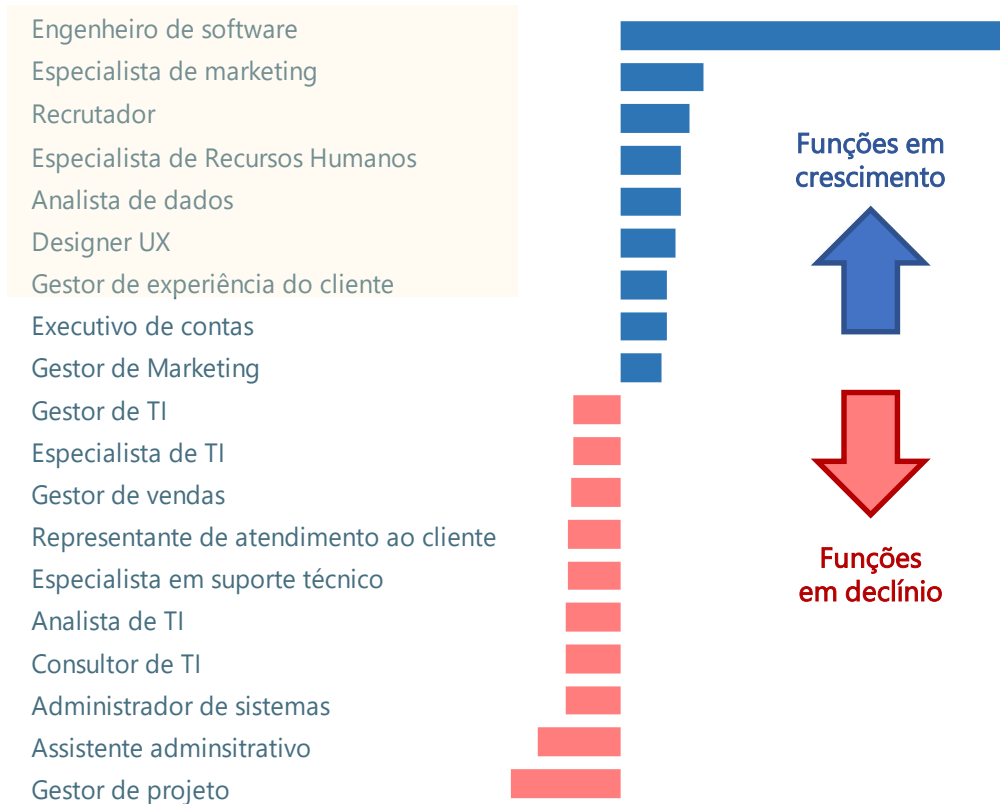 Engenheiro de software
Especialista de marketing
Recrutador
Especialista de Recursos Humanos
Analista de dados
Designer UX
Gestor de experiência do cliente
Executivo de contas
Gestor de Marketing
Gestor de TI
Especialista de TI
Gestor de vendas
Representante de atendimento ao cliente
Especialista em suporte técnico
Analista de TI
Consultor de TI
Administrador de sistemas
Assistente adminsitrativo
Gestor de projeto
Funções em
crescimento
Funções
em declínio